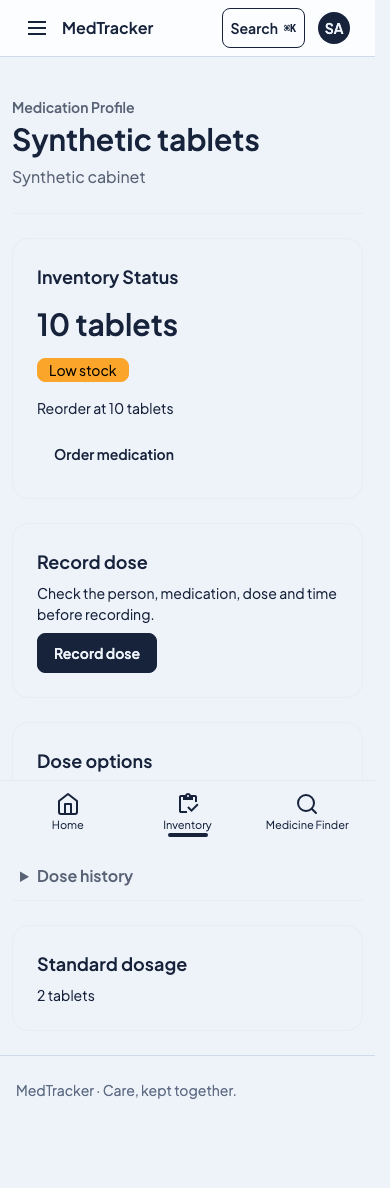 MedTracker
Search ⌘K
SA
Medication Profile
Synthetic tablets
Synthetic cabinet
Inventory Status
10 tablets
Low stock
Reorder at 10 tablets
Order medication
Record dose
Check the person, medication, dose and time
before recording.
Record dose
Dose options
Home
Inventory
Medicine Finder
Dose history
Standard dosage
2 tablets
MedTracker · Care, kept together.